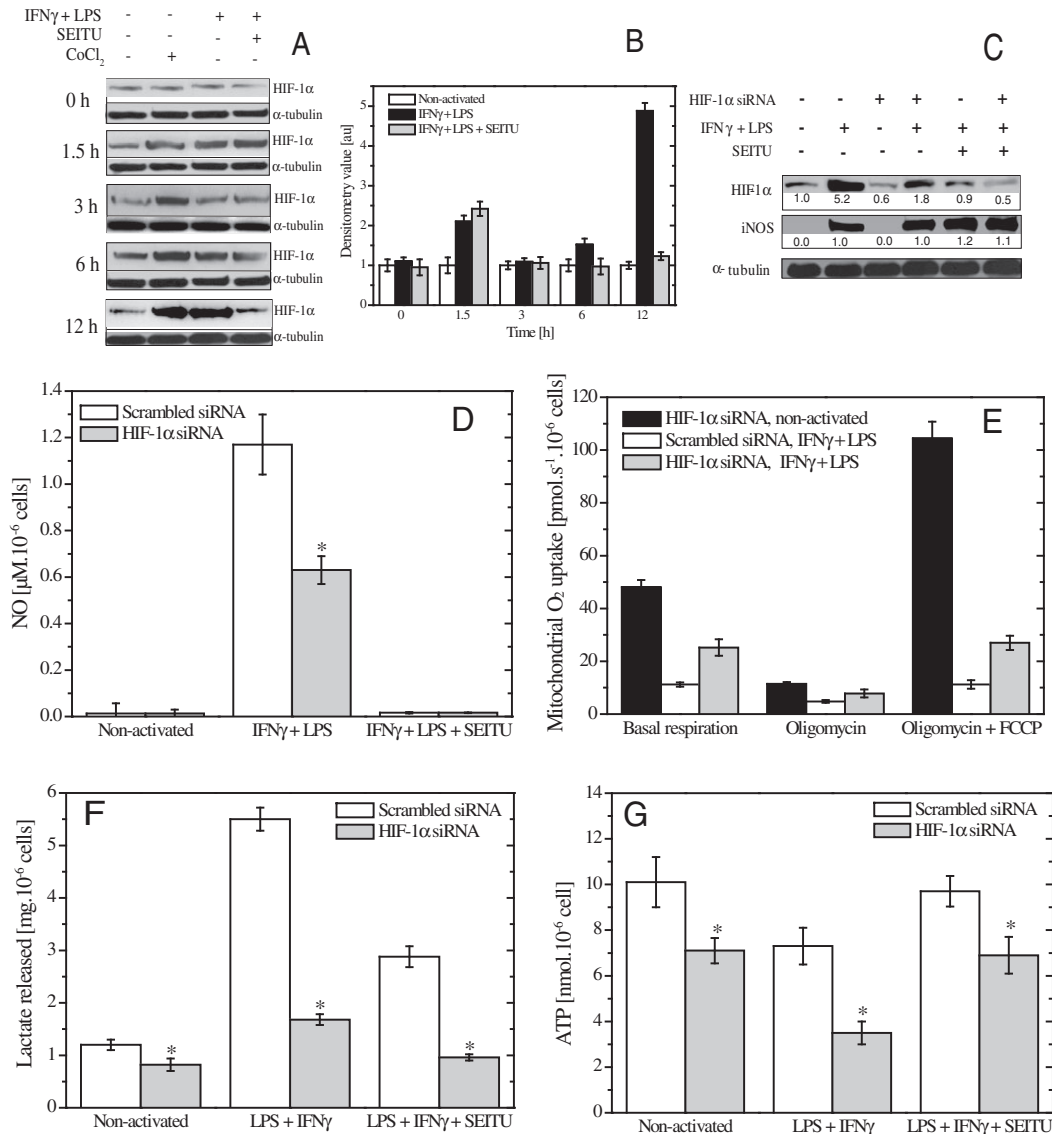 IFNγ + LPS - - + +
SEITU - - - +
CoCl2 - + - -
A
0 h
HIF-1α
α-tubulin
1.5 h
HIF-1α
α-tubulin
3 h
HIF-1α
α-tubulin
6 h
HIF-1α
α-tubulin
12 h
HIF-1α
α-tubulin
B
Non-activated
IFNγ+LPS
IFNγ+LPS + SEITU
Densitometry value [au]
5
4
3
2
1
0
0 1.5 3 6 12
Time [h]
C
HIF-1α siRNA - - + + - +
IFNγ + LPS - + - + + +
SEITU - - - - + +
HIF1α
1.0 5.2 0.6 1.8 0.9 0.5
iNOS
0.0 1.0 0.0 1.0 1.2 1.1
α- tubulin
D
Scrambled siRNA
HIF-1α siRNA
NO [μM.10-6 cells]
1.4
1.2
1.0
0.8
0.6
0.4
0.2
0.0
*
Non-activated IFNγ + LPS IFNγ + LPS + SEITU
E
HIF-1α siRNA, non-activated
Scrambled siRNA, IFNγ + LPS
HIF-1α siRNA, IFNγ + LPS
Mitochondrial O2 uptake [pmol.s-1.10-6 cells]
120
100
80
60
40
20
0
Basal respiration Oligomycin Oligomycin + FCCP
F
Scrambled siRNA
HIF-1α siRNA
Lactate released [mg.10-6 cells]
6
5
4
3
2
1
0
* * *
Non-activated LPS + IFNγ LPS + IFNγ + SEITU
G
Scrambled siRNA
HIF-1α siRNA
ATP [nmol.10-6 cell]
14
12
10
8
6
4
2
0
* * *
Non-activated LPS + IFNγ LPS + IFNγ + SEITU